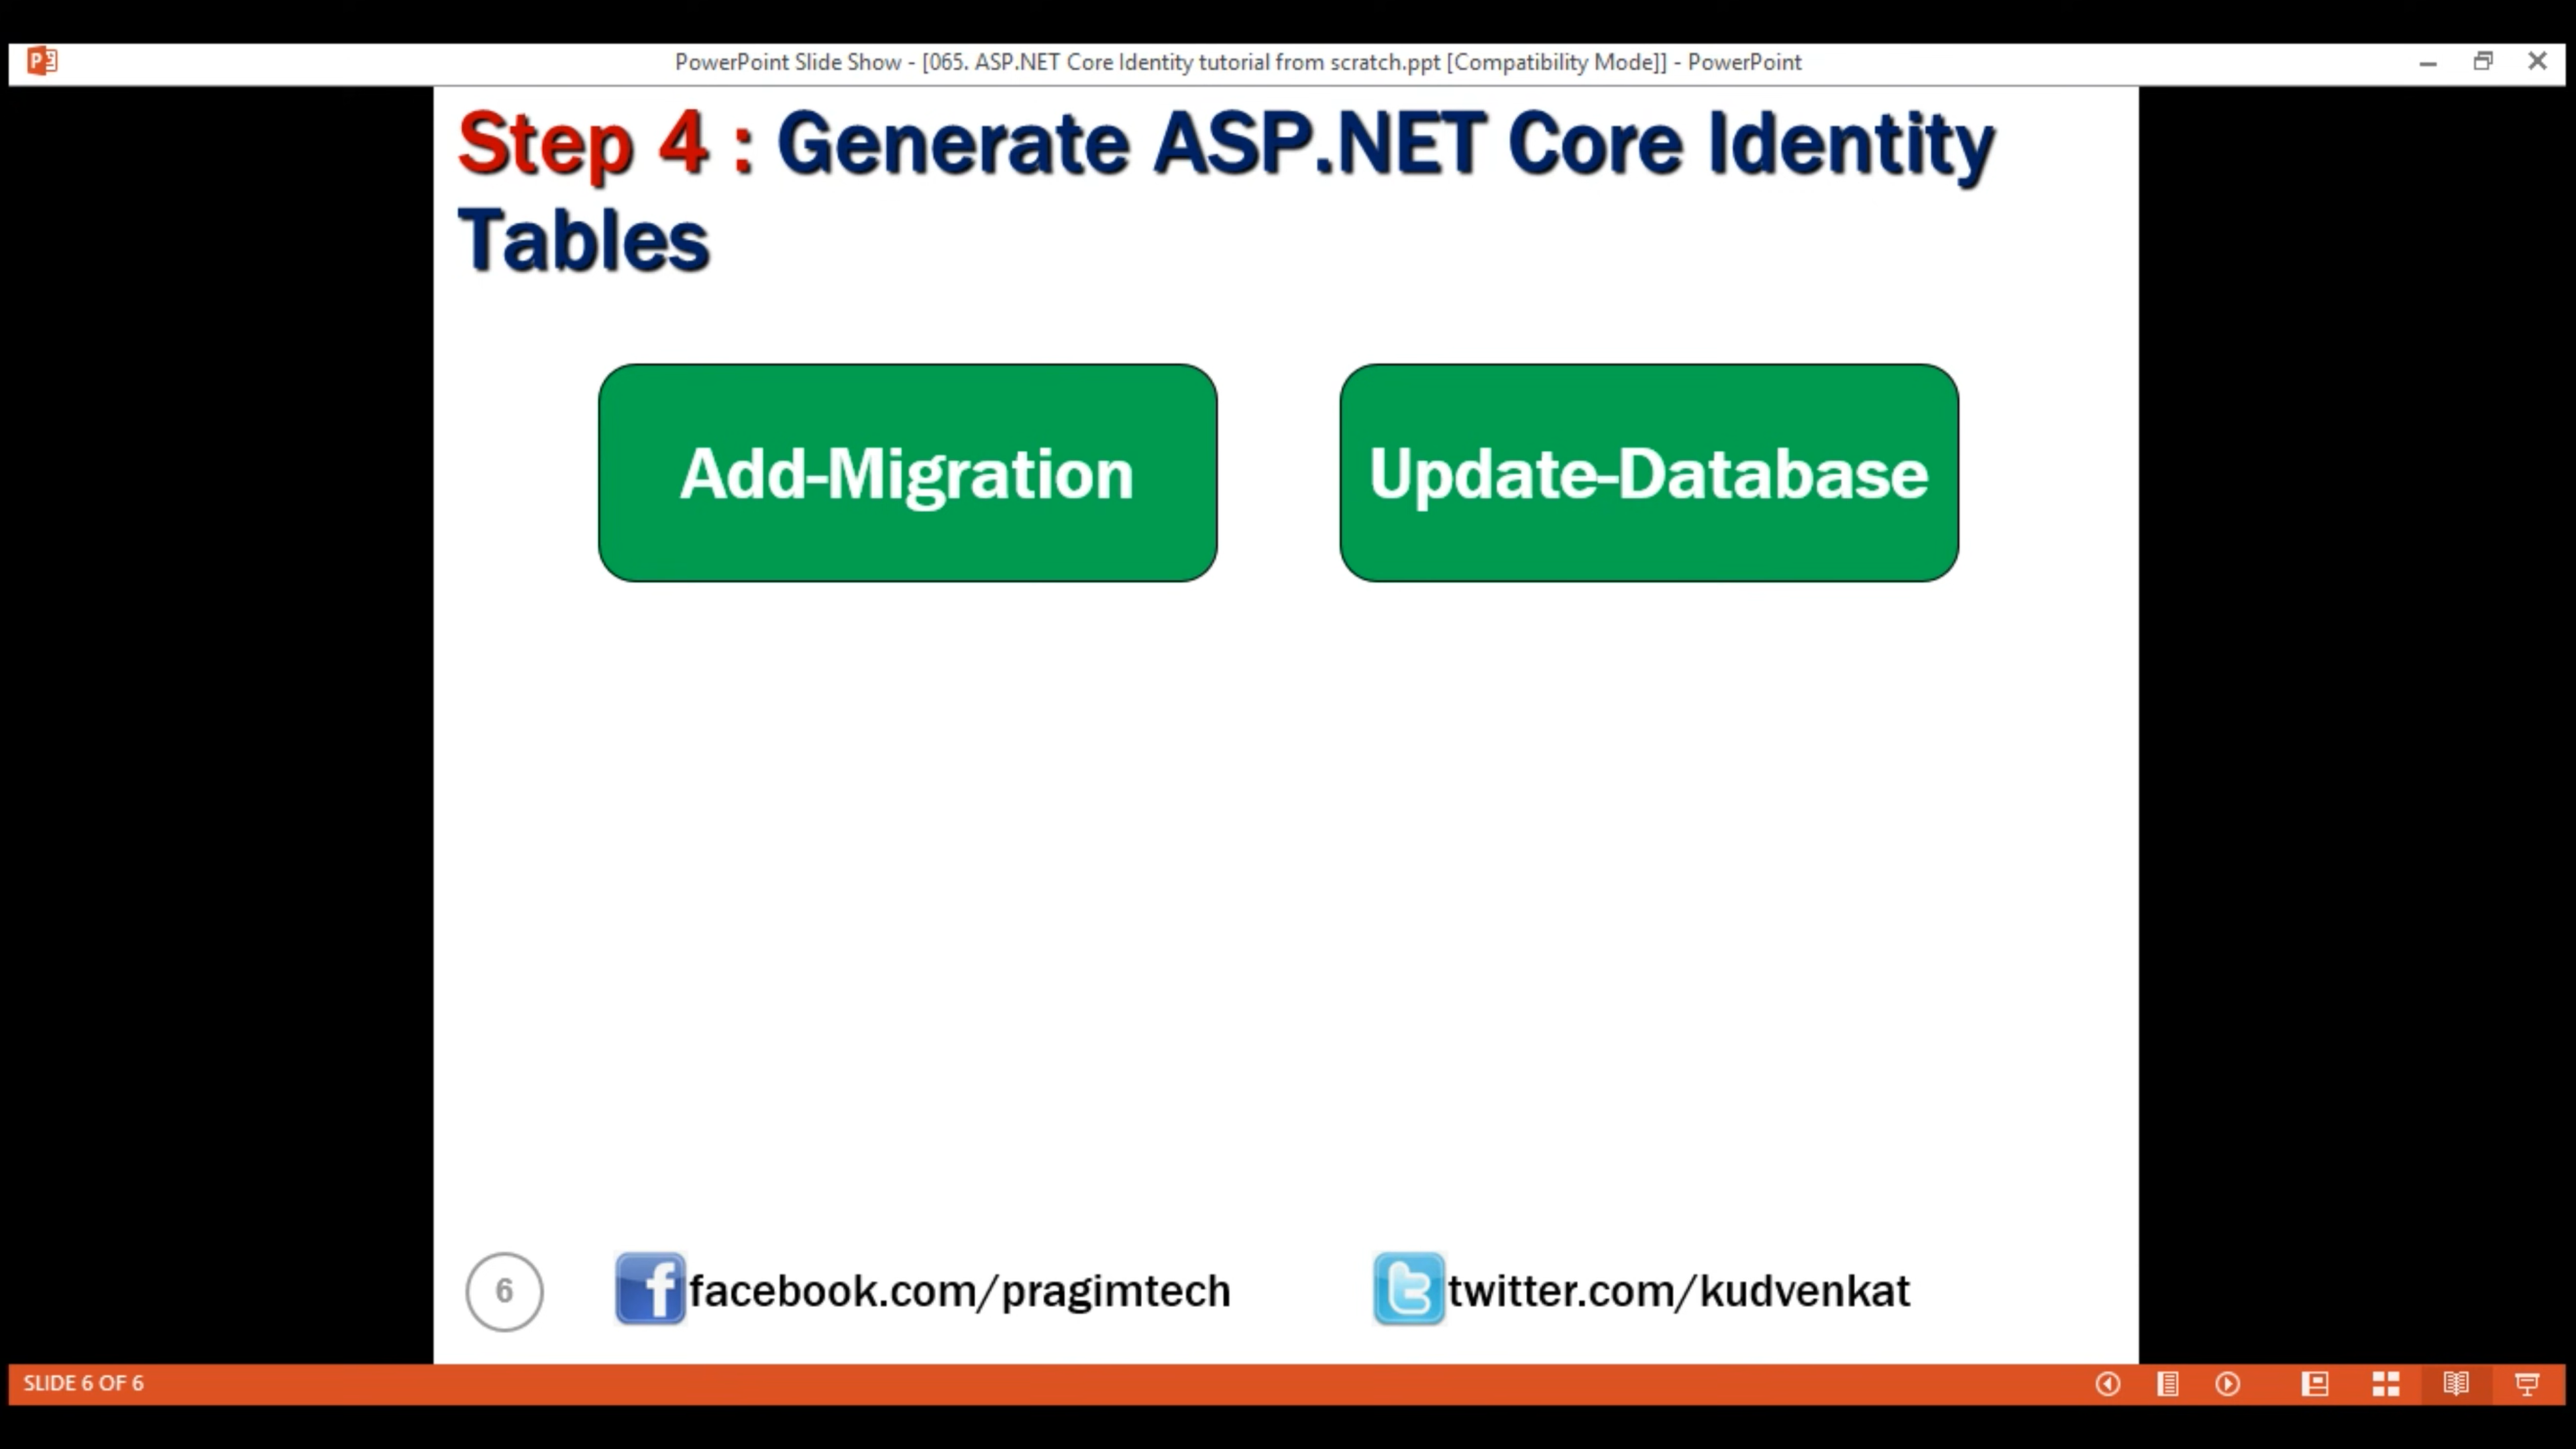 PowerPoint Slide Show - [065. ASP.NET Core Identity tutorial from scratch.ppt [Compatibility Mode]] - PowerPoint
Step 4 : Generate ASP.NET Core Identity
Tables
Add-Migration
Update-Database
6
facebook.com/pragimtech
twitter.com/kudvenkat
SLIDE 6 OF 6